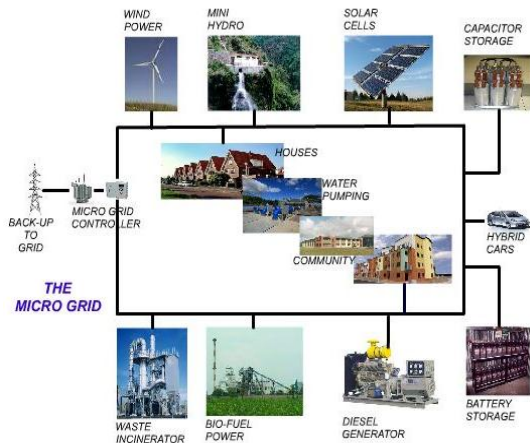 WIND
POWER
MINI
HYDRO
SOLAR
CELLS
CAPACITOR
STORAGE
HOUSES
WATER
PUMPING
BACK-UP
TO
GRID
MICRO GRID
CONTROLLER
HYBRID
CARS
COMMUNITY
THE
MICRO GRID
WASTE
INCINERATOR
BIO-FUEL
POWER
DIESEL
GENERATOR
BATTERY
STORAGE